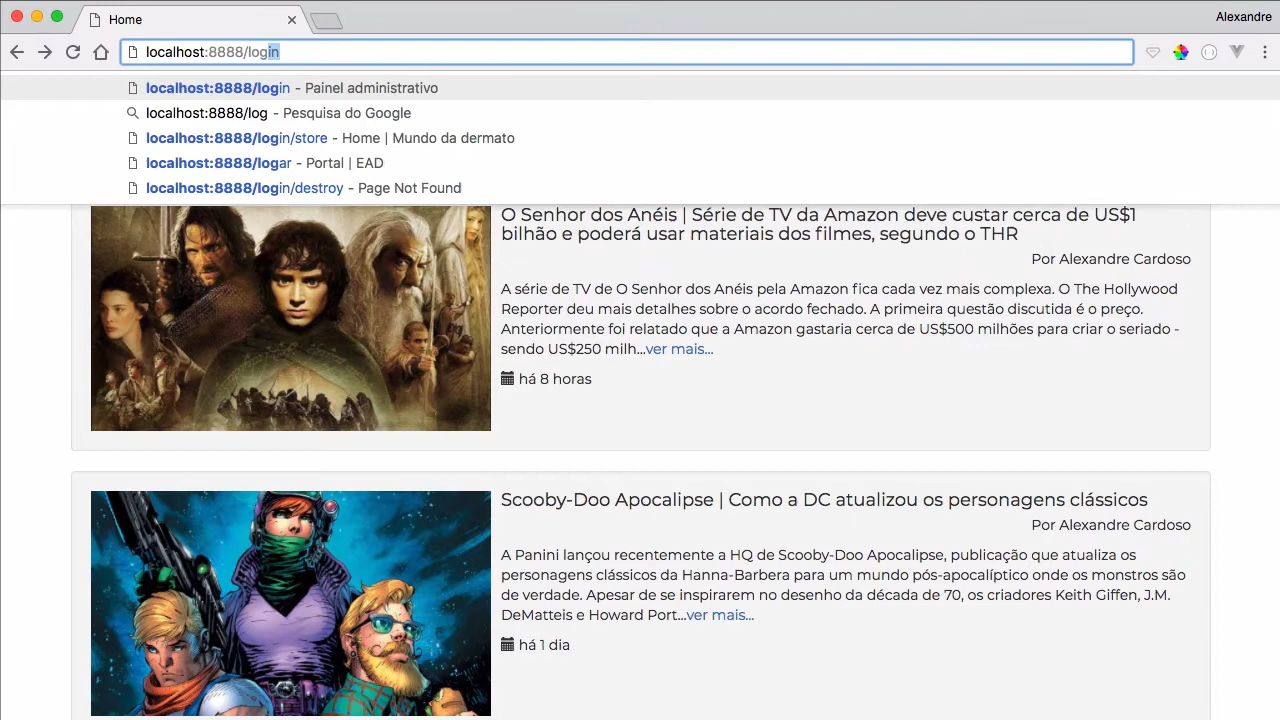 Home
Alexandre
localhost:8888/login
localhost:8888/login - Painel administrativo
localhost:8888/log - Pesquisa do Google
localhost:8888/login/store - Home | Mundo da dermato
localhost:8888/logar - Portal | EAD
localhost:8888/login/destroy - Page Not Found
O Senhor dos Anéis | Série de TV da Amazon deve custar cerca de US$1
bilhão e poderá usar materiais dos filmes, segundo o THR
Por Alexandre Cardoso
A série de TV de O Senhor dos Anéis pela Amazon fica cada vez mais complexa. O The Hollywood
Reporter deu mais detalhes sobre o acordo fechado. A primeira questão discutida é o preço.
Anteriormente foi relatado que a Amazon gastaria cerca de US$500 milhões para criar o seriado -
sendo US$250 milh...ver mais...
há 8 horas
Scooby-Doo Apocalipse | Como a DC atualizou os personagens clássicos
Por Alexandre Cardoso
A Panini lançou recentemente a HQ de Scooby-Doo Apocalipse, publicação que atualiza os
personagens clássicos da Hanna-Barbera para um mundo pós-apocalíptico onde os monstros são
de verdade. Apesar de se inspirarem no desenho da década de 70, os criadores Keith Giffen, J.M.
DeMatteis e Howard Port...ver mais...
há 1 dia